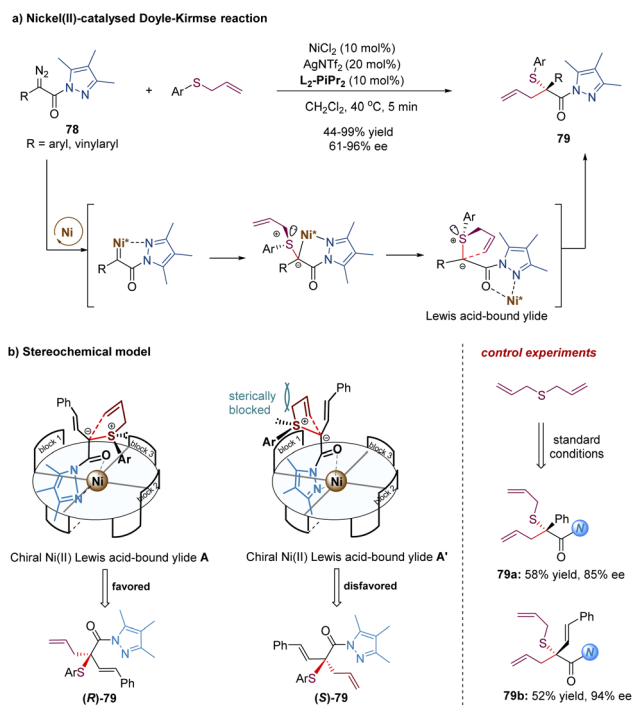 a) Nickel(II)-catalysed Doyle-Kirmse reaction
NiCl2 (10 mol%)
AgNTf2 (20 mol%)
L2-PiPr2 (10 mol%)
CH2Cl2, 40 °C, 5 min
44-99% yield
61-96% ee
N2
R
O
N
N
78
R = aryl, vinylaryl
+
Ar
S
Ar
S
R
O
N
N
79
Ni
Ni*
N
N
R
O
Ar
S
⊕
Ni*
N
N
R
⊖
O
Ar
S
⊕
R
⊖
O
N
N
Ni*
Lewis acid-bound ylide
b) Stereochemical model
control experiments
Ph
⊖
⊕
S
Ar
O
N
N
Ni
block 1
block 3
block 2
Chiral Ni(II) Lewis acid-bound ylide A
favored
O
N
N
ArS
Ph
(R)-79
sterically
blocked
Ph
⊕
S
⊖
Ar
O
N
N
Ni
block 1
block 3
block 2
Chiral Ni(II) Lewis acid-bound ylide A'
disfavored
Ph
O
N
N
ArS
(S)-79
S
standard
conditions
S
Ph
N
O
79a: 58% yield, 85% ee
S
Ph
N
O
79b: 52% yield, 94% ee